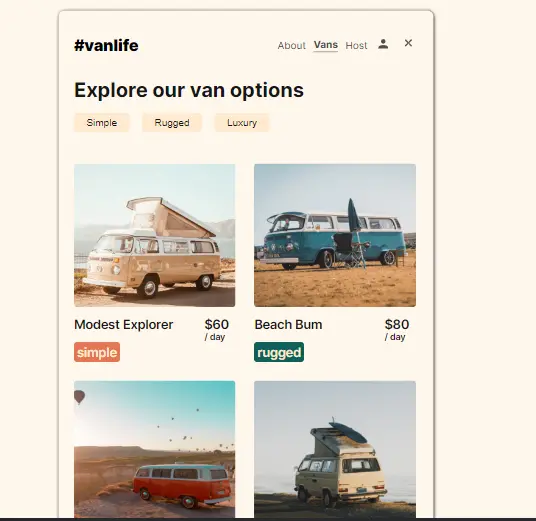 #vanlife
About Vans Host ×
Explore our van options
Simple Rugged Luxury
Modest Explorer $60
/ day
simple
Beach Bum $80
/ day
rugged